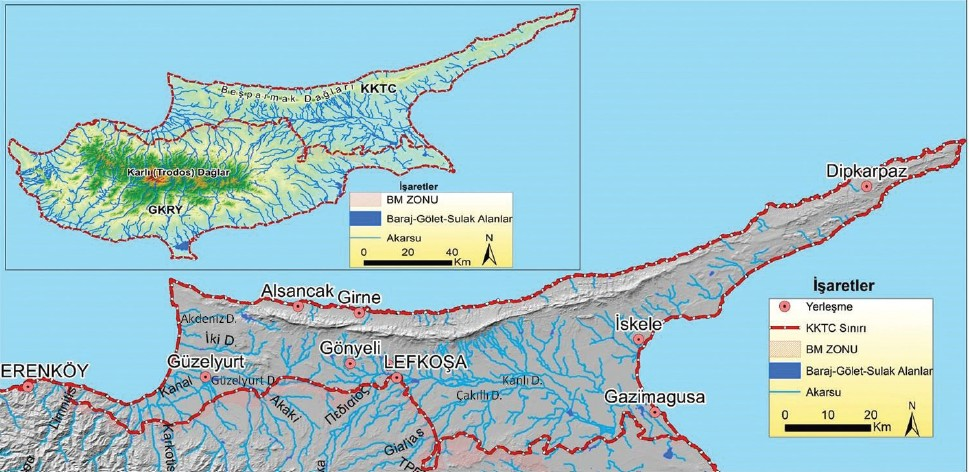 Beşparmak Dağları
KKTC
Karlı (Trodos) Dağlar
GKRY
İşaretler
BM ZONU
Baraj-Gölet-Sulak Alanlar
Akarsu
0 20 40
Km
N
Dipkarpaz
Alsancak
Girne
Akdeniz D.
İki D.
Gönyeli
İskele
Güzelyurt
LEFKOŞA
ERENKÖY
Güzelyurt D.
Kanal
Kanlı D.
Çakıllı D.
Gazimagusa
Limnitis
Akaki
Πεδιαίος
Karkotis
Gialias
İşaretler
Yerleşme
KKTC Sınırı
BM ZONU
Baraj-Gölet-Sulak Alanlar
Akarsu
0 10 20
Km
N